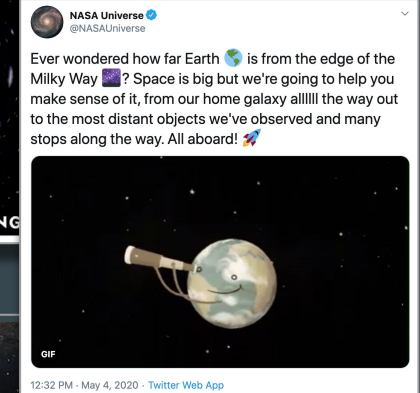 NASA Universe
@NASAUniverse
Ever wondered how far Earth 🌎 is from the edge of the
Milky Way 🌌? Space is big but we're going to help you
make sense of it, from our home galaxy allllll the way out
to the most distant objects we've observed and many
stops along the way. All aboard! 🚀
NG
GIF
12:32 PM · May 4, 2020 · Twitter Web App